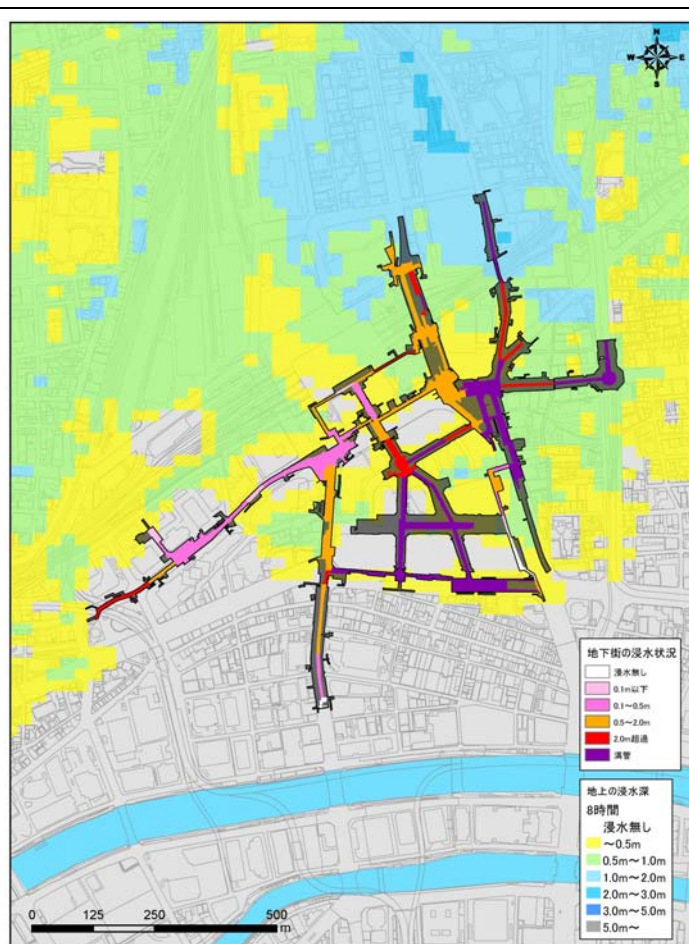 N
W E
S
地下街の浸水状況
浸水無し
0.1m以下
0.1～0.5m
0.5～2.0m
2.0m超過
満管
地上の浸水深
8時間
浸水無し
～0.5m
0.5m～1.0m
1.0m～2.0m
2.0m～3.0m
3.0m～5.0m
5.0m～
0 125 250 500
m